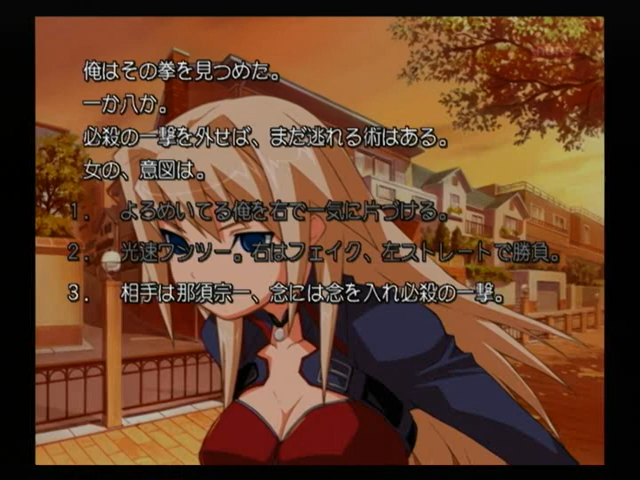 俺はその拳を見つめた。
一か八か。
必殺の一撃を外せば、まだ逃れる術はある。
女の、意図は。
1． よろめいてる俺を右で一気に片づける。
2． 光速ワンツー。右はフェイク、左ストレートで勝負。
3． 相手は那須宗一、念には念を入れ必殺の一撃。